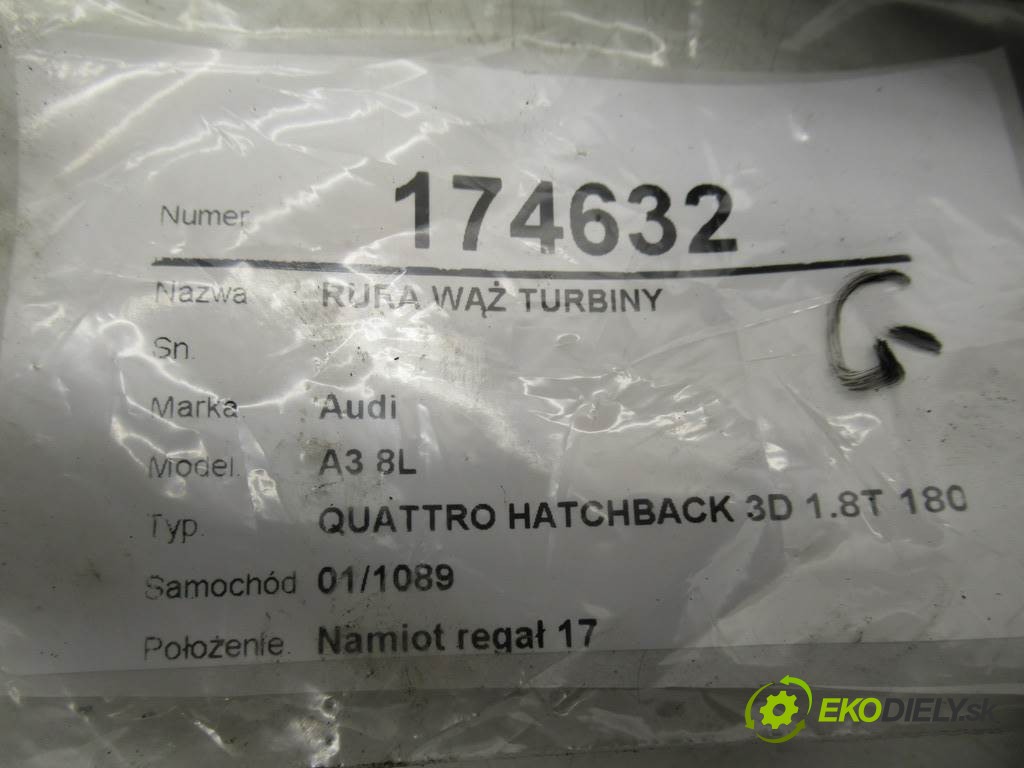 Numer 174632
Nazwa RURA WĄŻ TURBINY
Sn.
Marka Audi
Model. A3 8L
Typ. QUATTRO HATCHBACK 3D 1.8T 180
Samochód 01/1089
Położenie. Namiot regał 17
G
EKODIELY.sk